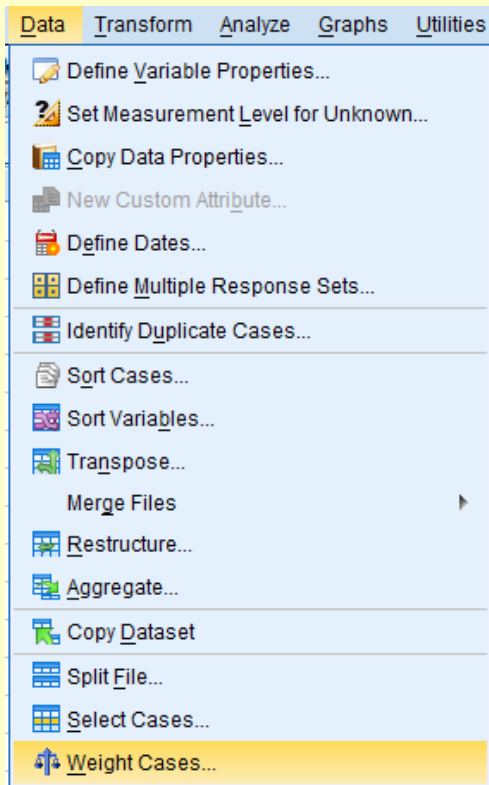 Data Transform Analyze Graphs Utilities
Define Variable Properties...
Set Measurement Level for Unknown...
Copy Data Properties...
New Custom Attribute...
Define Dates...
Define Multiple Response Sets...
Identify Duplicate Cases...
Sort Cases...
Sort Variables...
Transpose...
Merge Files
Restructure...
Aggregate...
Copy Dataset
Split File...
Select Cases...
Weight Cases...